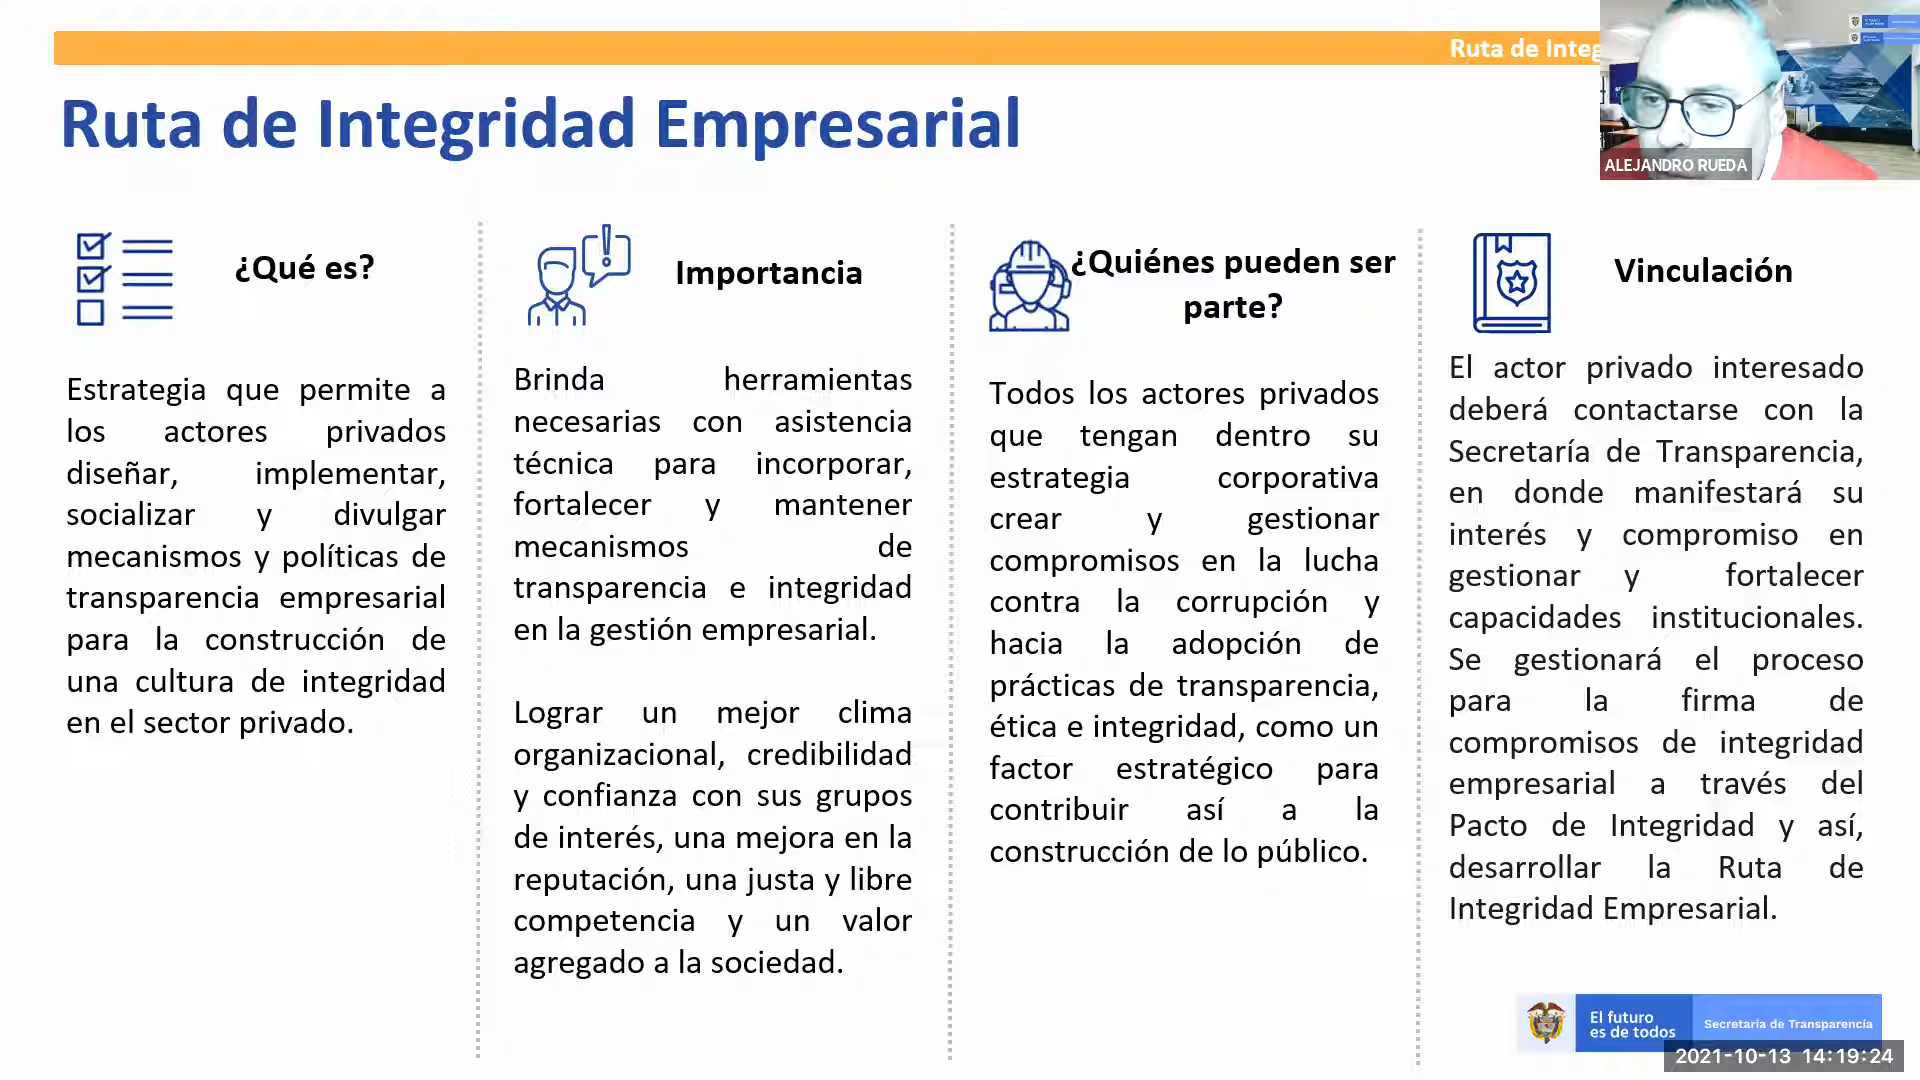 Ruta de Integ
Ruta de Integridad Empresarial
ALEJANDRO RUEDA
¿Qué es?
Estrategia que permite a
los actores privados
diseñar, implementar,
socializar y divulgar
mecanismos y políticas de
transparencia empresarial
para la construcción de
una cultura de integridad
en el sector privado.
Importancia
Brinda herramientas
necesarias con asistencia
técnica para incorporar,
fortalecer y mantener
mecanismos de
transparencia e integridad
en la gestión empresarial.
Lograr un mejor clima
organizacional, credibilidad
y confianza con sus grupos
de interés, una mejora en la
reputación, una justa y libre
competencia y un valor
agregado a la sociedad.
¿Quiénes pueden ser
parte?
Todos los actores privados
que tengan dentro su
estrategia corporativa
crear y gestionar
compromisos en la lucha
contra la corrupción y
hacia la adopción de
prácticas de transparencia,
ética e integridad, como un
factor estratégico para
contribuir así a la
construcción de lo público.
Vinculación
El actor privado interesado
deberá contactarse con la
Secretaría de Transparencia,
en donde manifestará su
interés y compromiso en
gestionar y fortalecer
capacidades institucionales.
Se gestionará el proceso
para la firma de
compromisos de integridad
empresarial a través del
Pacto de Integridad y así,
desarrollar la Ruta de
Integridad Empresarial.
El futuro
es de todos
Secretaría de Transparencia
2021-10-13 14:19:24